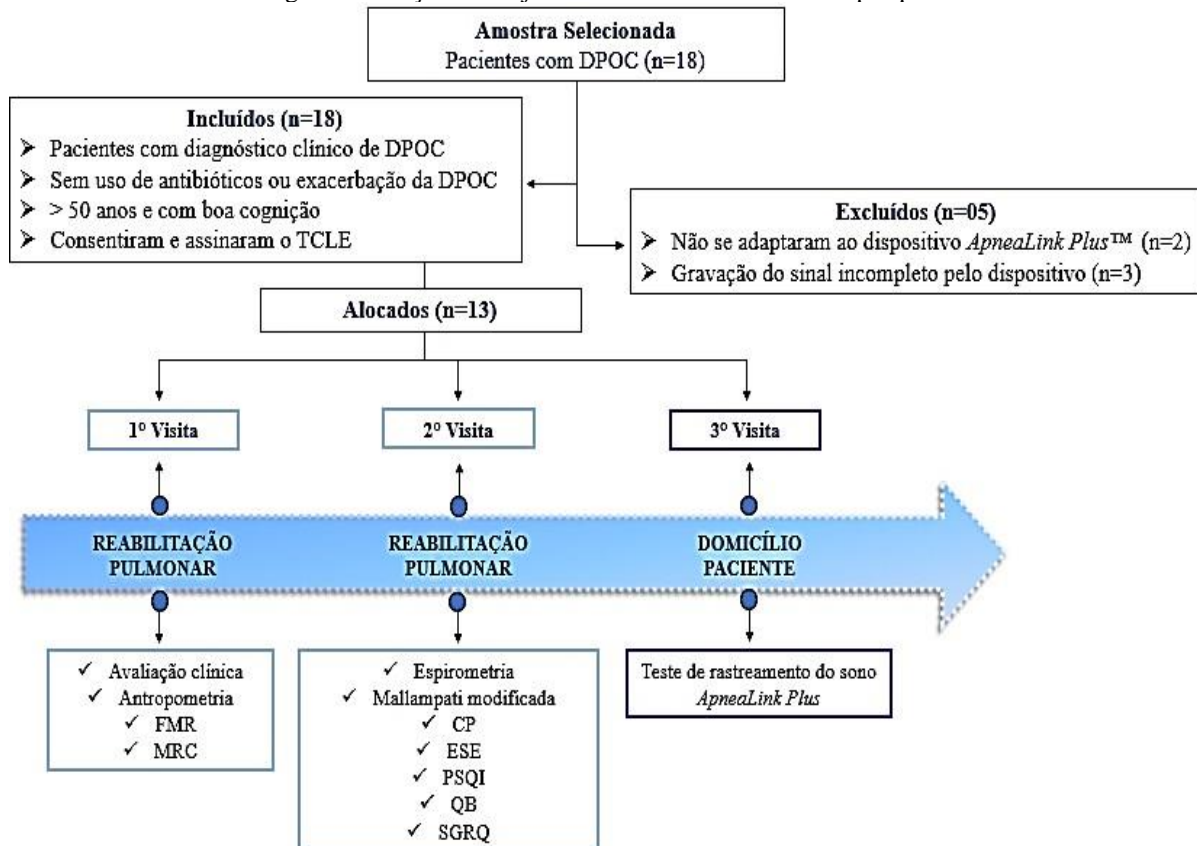 Amostra Selecionada
Pacientes com DPOC (n=18)
Incluídos (n=18)
➤ Pacientes com diagnóstico clínico de DPOC
➤ Sem uso de antibióticos ou exacerbação da DPOC
➤ > 50 anos e com boa cognição
➤ Consentiram e assinaram o TCLE
Excluídos (n=05)
➤ Não se adaptaram ao dispositivo ApneaLink Plus™ (n=2)
➤ Gravação do sinal incompleto pelo dispositivo (n=3)
Alocados (n=13)
1º Visita
2º Visita
3º Visita
REABILITAÇÃO
PULMONAR
REABILITAÇÃO
PULMONAR
DOMICÍLIO
PACIENTE
✓ Avaliação clínica
✓ Antropometria
✓ FMR
✓ MRC
✓ Espirometria
✓ Mallampati modificada
✓ CP
✓ ESE
✓ PSQI
✓ QB
✓ SGRQ
Teste de rastreamento do sono
ApneaLink Plus